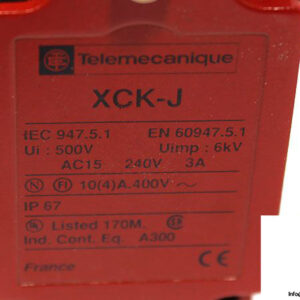 Telemecanique
XCK-J
IEC 947.5.1 EN 60947.5.1
Ui : 500V Uimp : 6kV
AC15 240V 3A
N FI 10(4)A.400V ~
IP 67
Listed 170M.
Ind. Cont. Eq. A300
France CE